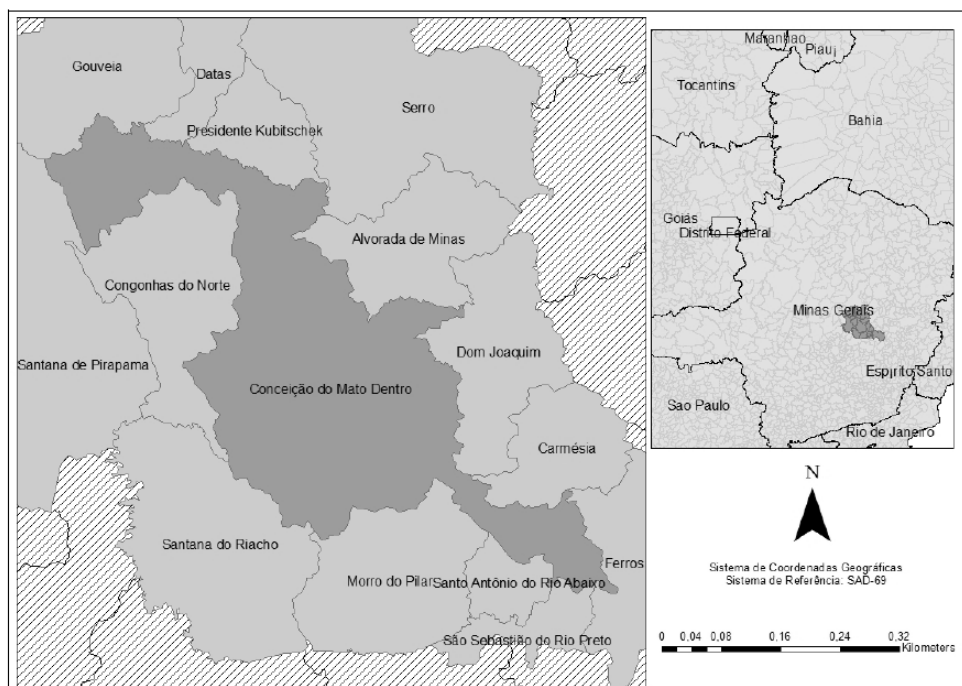 Gouveia
Datas
Serro
Presidente Kubitschek
Alvorada de Minas
Congonhas do Norte
Dom Joaquim
Santana de Pirapama
Conceição do Mato Dentro
Carmésia
Santana do Riacho
Ferros
Morro do Pilar
Santo Antônio do Rio Abaixo
São Sebastião do Rio Preto
Maranhao
Piauj
Tocantins
Bahia
Goiás
Distrito Federal
Minas Gerais
Espjrito Santo
Sao Paulo
Rio de Janeiro
N
Sistema de Coordenadas Geográficas
Sistema de Referência: SAD-69
0 0,04 0,08 0,16 0,24 0,32
Kilometers